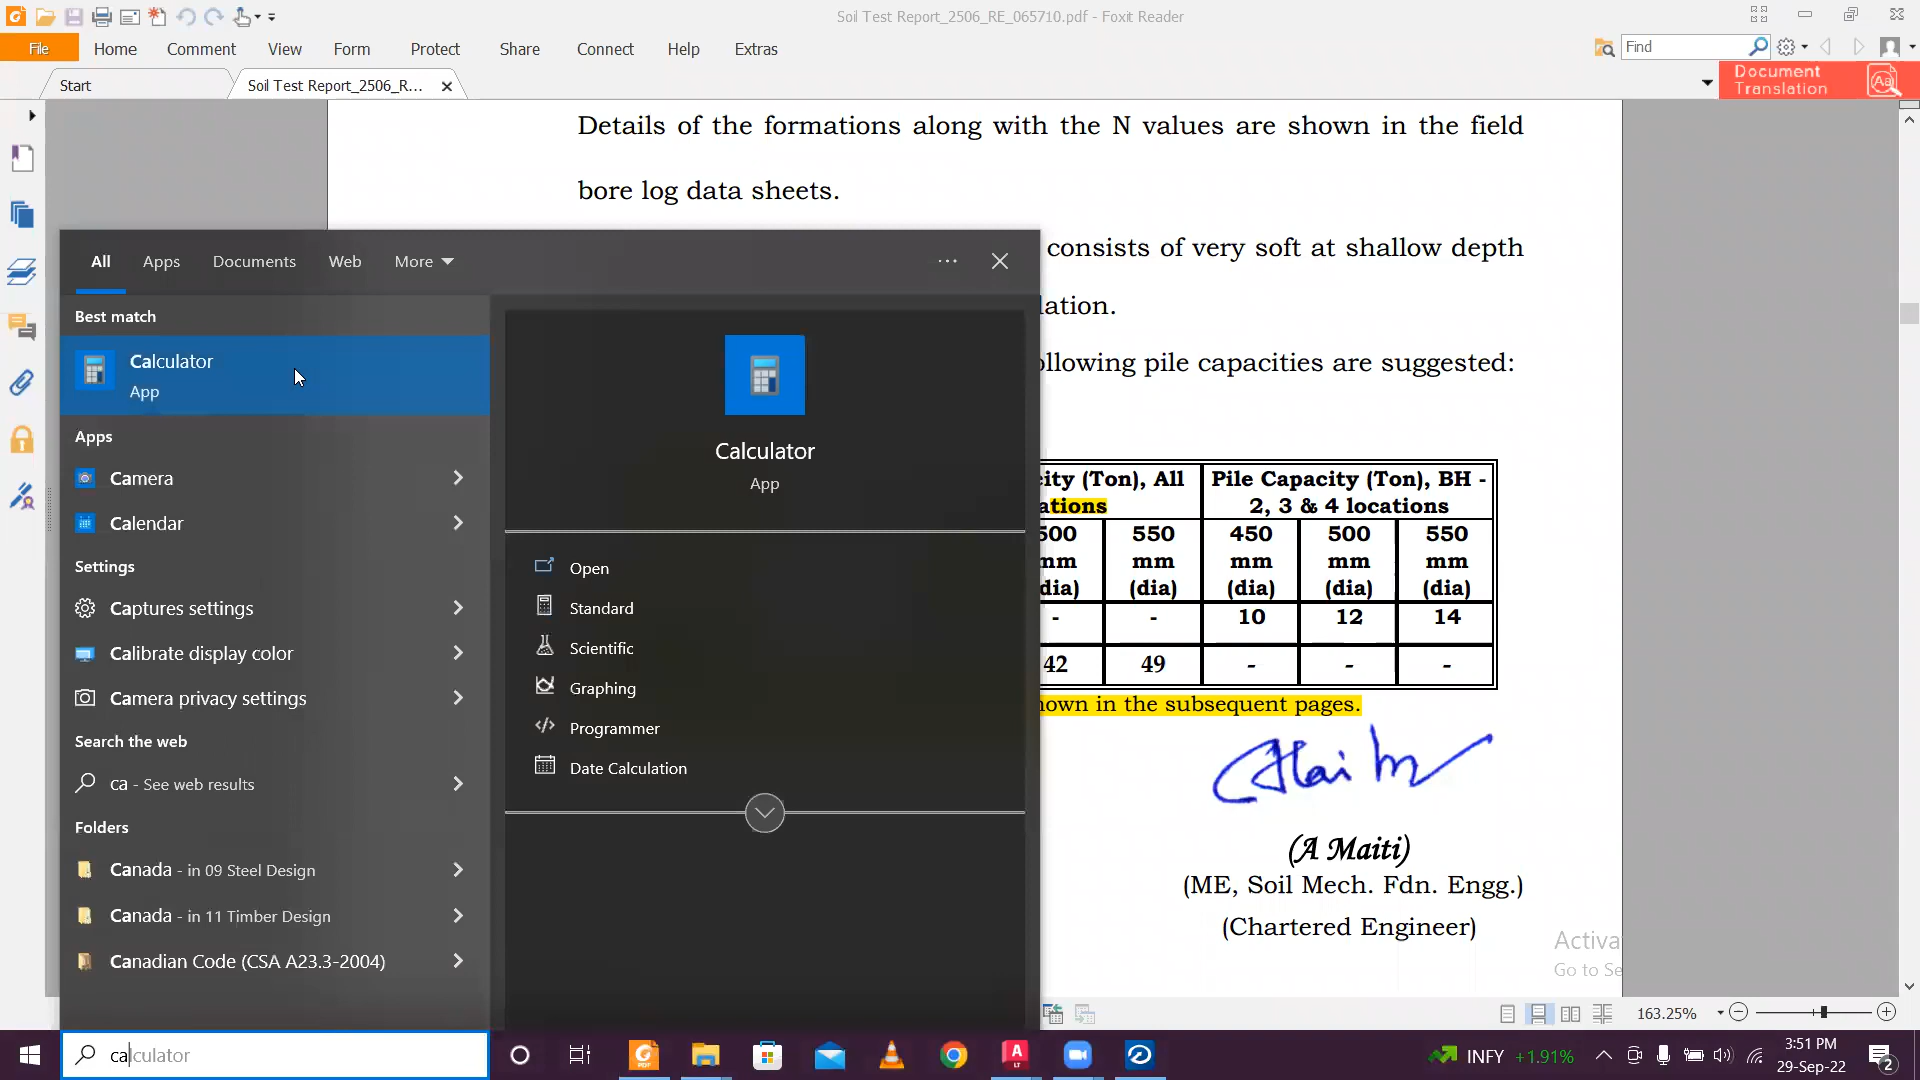 Soil Test Report_2506_RE_065710.pdf - Foxit Reader
File Home Comment View Form Protect Share Connect Help Extras
Find
Start
Soil Test Report_2506_R...
Document
Translation
Details of the formations along with the N values are shown in the field
bore log data sheets.
consists of very soft at shallow depth
lation.
ollowing pile capacities are suggested:
city (Ton), All
ations
Pile Capacity (Ton), BH -
2, 3 & 4 locations
500
mm
dia)
550
mm
(dia)
450
mm
(dia)
500
mm
(dia)
550
mm
(dia)
- - 10 12 14
42 49 - - -
hown in the subsequent pages.
(A Maiti)
(ME, Soil Mech. Fdn. Engg.)
(Chartered Engineer)
Activa
Go to Se
163.25%
All Apps Documents Web More
Best match
Calculator
App
Apps
Camera
Calendar
Settings
Captures settings
Calibrate display color
Camera privacy settings
Search the web
ca - See web results
Folders
Canada - in 09 Steel Design
Canada - in 11 Timber Design
Canadian Code (CSA A23.3-2004)
Calculator
App
Open
Standard
Scientific
Graphing
Programmer
Date Calculation
calculator
PDF
A
LT
INFY +1.91%
3:51 PM
29-Sep-22
2